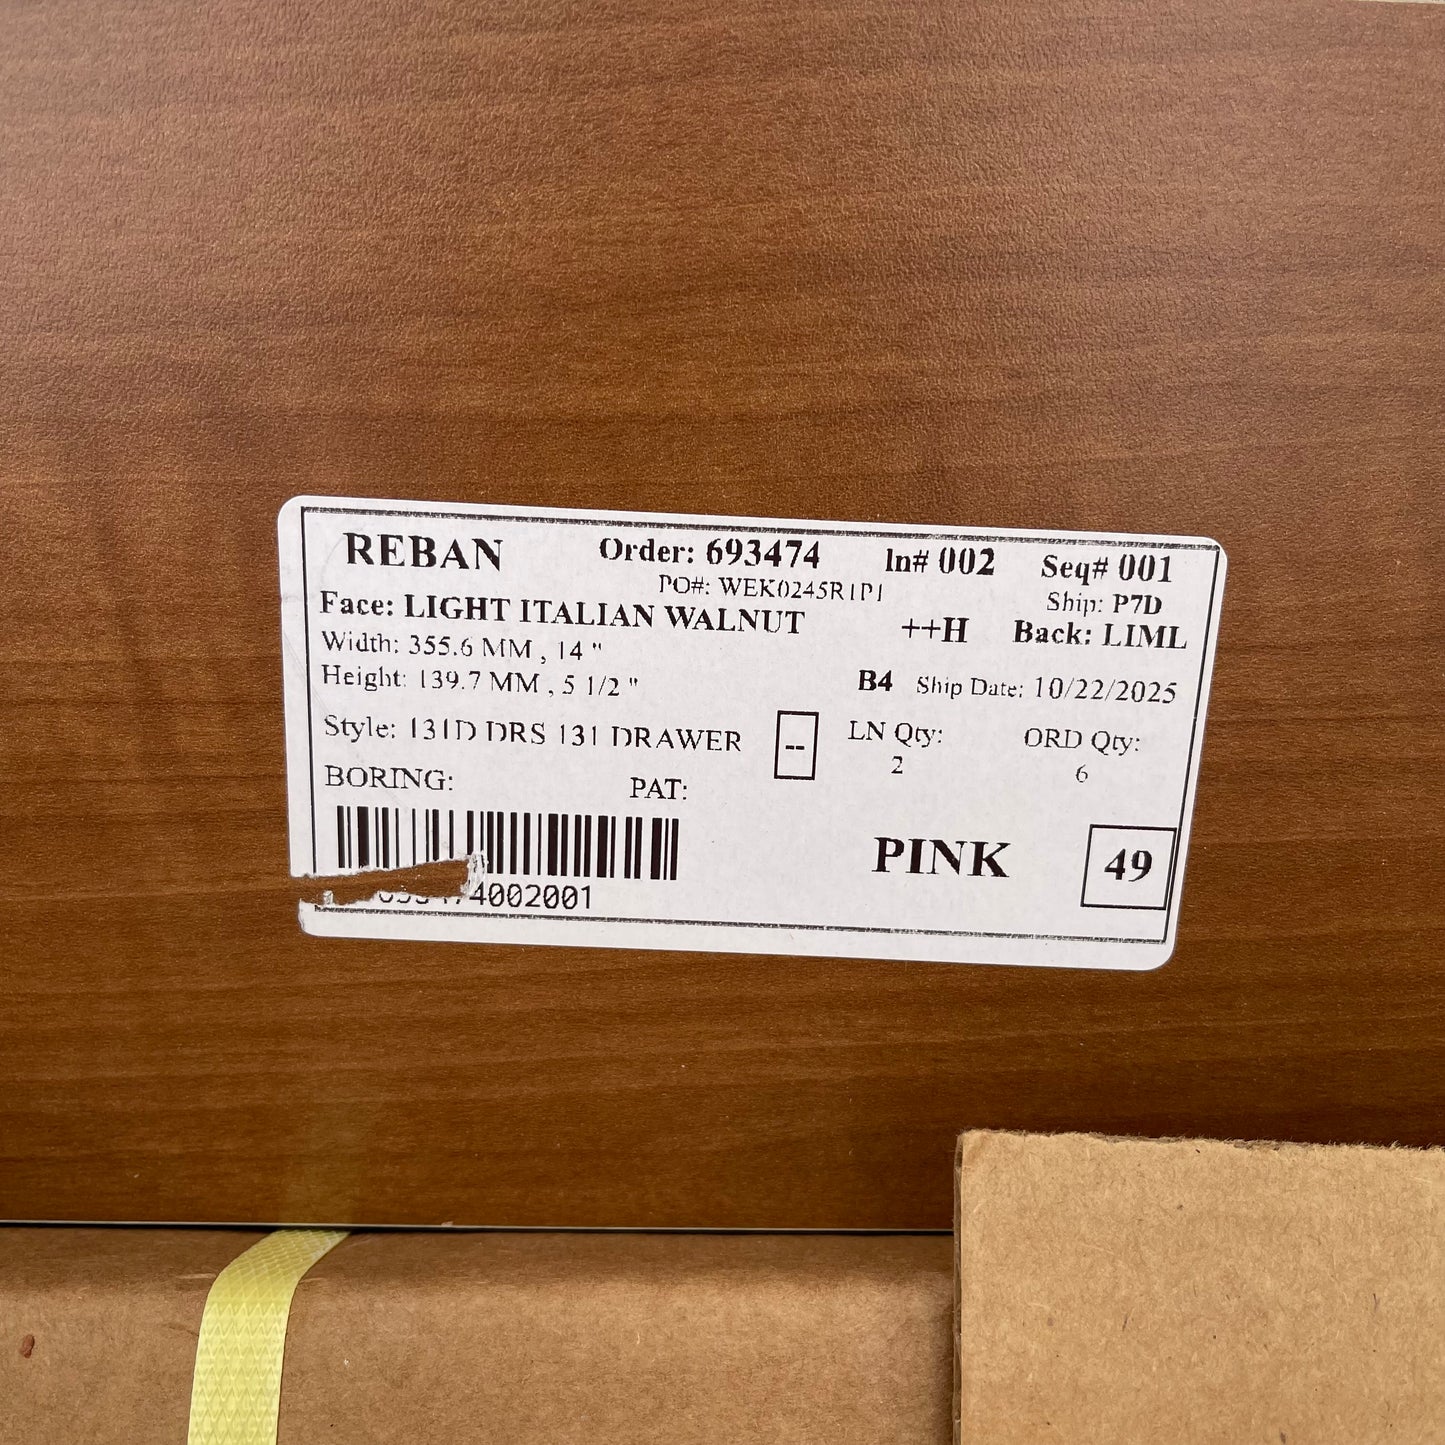 REBAN Order: 693474 ln# 002 Seq# 001
PO#: WEK0245R1P1 Ship: P7D
Face: LIGHT ITALIAN WALNUT ++H Back: LIML
Width: 355.6 MM , 14 "
Height: 139.7 MM , 5 1/2 " B4 Ship Date: 10/22/2025
Style: 131D DRS 131 DRAWER -- LN Qty: ORD Qty:
2 6
BORING: PAT:
PINK 49
4002001